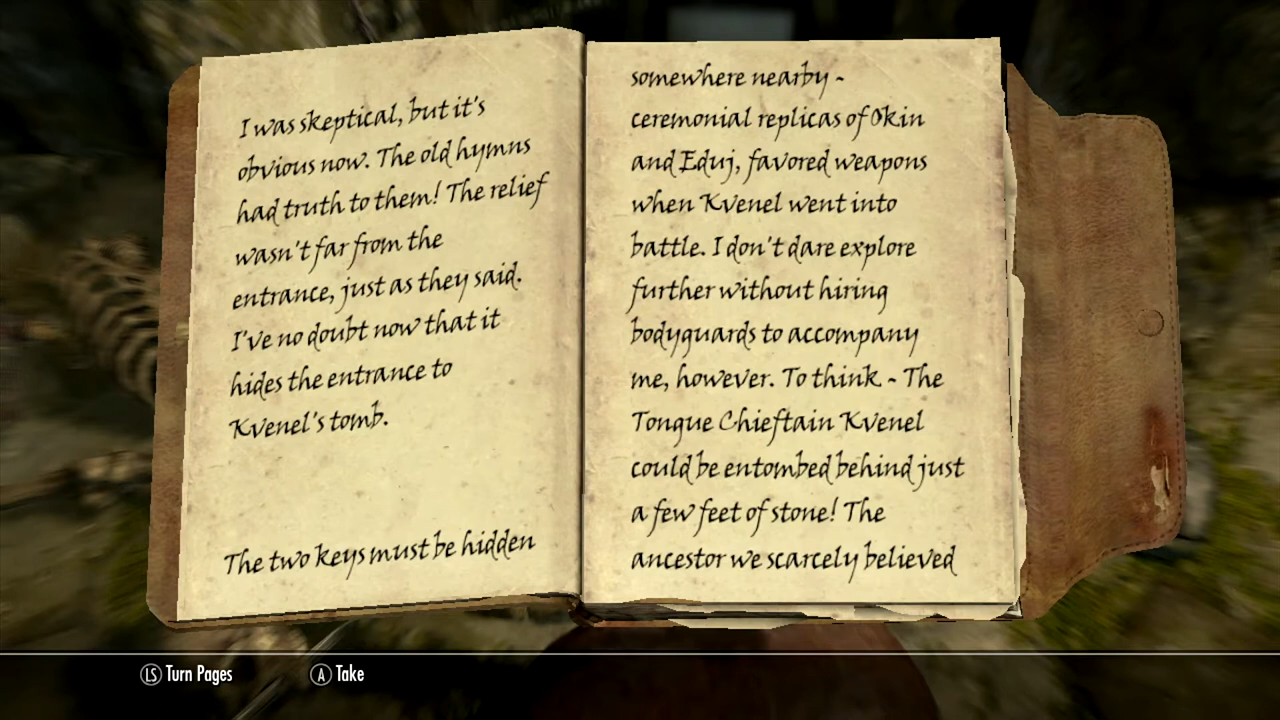 I was skeptical, but it's
obvious now. The old hymns
had truth to them! The relief
wasn't far from the
entrance, just as they said.
I've no doubt now that it
hides the entrance to
Kvenel's tomb.
The two keys must be hidden
somewhere nearby -
ceremonial replicas of Okin
and Eduj, favored weapons
when Kvenel went into
battle. I don't dare explore
further without hiring
bodyguards to accompany
me, however. To think - The
Tongue Chieftain Kvenel
could be entombed behind just
a few feet of stone! The
ancestor we scarcely believed
LS Turn Pages
A Take